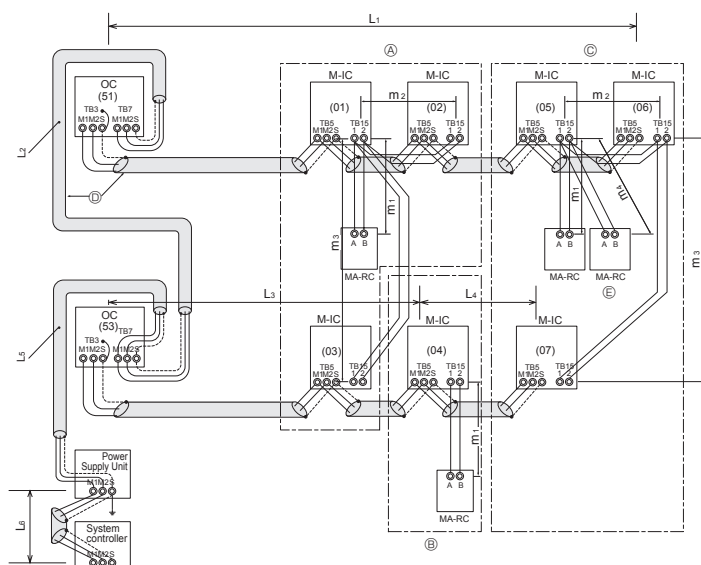 L1
Ⓐ
Ⓒ
OC
(51)
TB3
TB7
M1M2S
M1M2S
M-IC
(01)
TB5
M1M2S
TB15
1 2
m2
M-IC
(02)
TB5
M1M2S
TB15
1 2
M-IC
(05)
TB5
M1M2S
TB15
1 2
m2
M-IC
(06)
TB5
M1M2S
TB15
1 2
L2
Ⓓ
m1
m3
A B
MA-RC
m1
m4
A B
MA-RC
A B
MA-RC
Ⓔ
m3
L3
L4
OC
(53)
TB3
TB7
M1M2S
M1M2S
M-IC
(03)
TB5
M1M2S
TB15
1 2
M-IC
(04)
TB5
M1M2S
TB15
1 2
M-IC
(07)
TB5
M1M2S
TB15
1 2
L5
m1
A B
MA-RC
Ⓑ
Power
Supply Unit
M1M2S
L6
System
controller
M1M2S